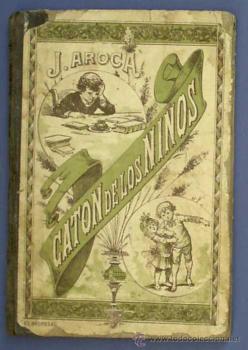 J. AROCA
CATON DE LOS NIÑOS